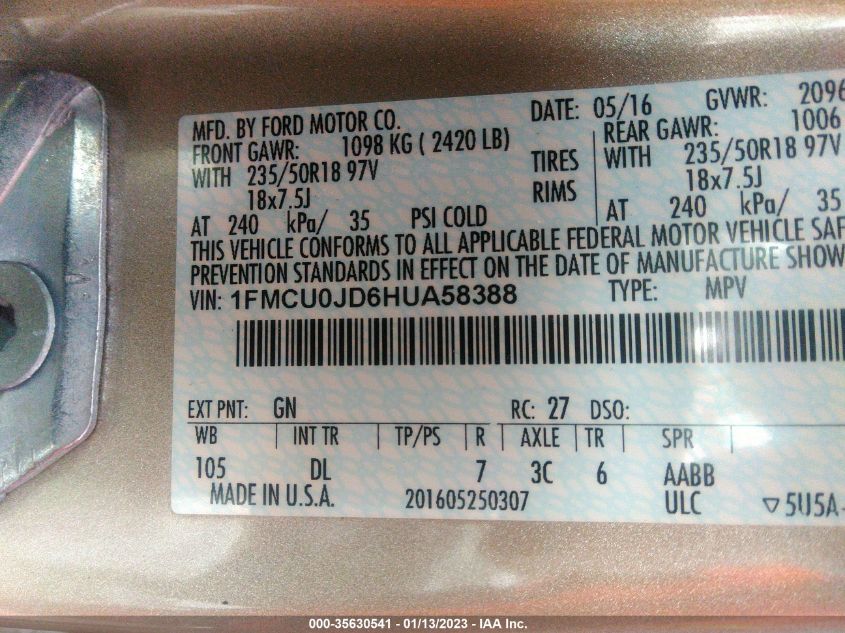 DATE: 05/16 GVWR: 2096
MFD. BY FORD MOTOR CO.
FRONT GAWR: 1098 KG ( 2420 LB) REAR GAWR: 1006
WITH 235/50R18 97V TIRES WITH 235/50R18 97V
18x7.5J RIMS 18x7.5J
AT 240 kPa/ 35 PSI COLD AT 240 kPa/ 35
THIS VEHICLE CONFORMS TO ALL APPLICABLE FEDERAL MOTOR VEHICLE SAF
PREVENTION STANDARDS IN EFFECT ON THE DATE OF MANUFACTURE SHOW
VIN: 1FMCU0JD6HUA58388 TYPE: MPV
EXT PNT: GN RC: 27 DSO:
WB INT TR TP/PS R AXLE TR SPR
105 DL 7 3C 6 AABB
MADE IN U.S.A. 201605250307 ULC ▽5U5A-
000-35630541 - 01/13/2023 - IAA Inc.